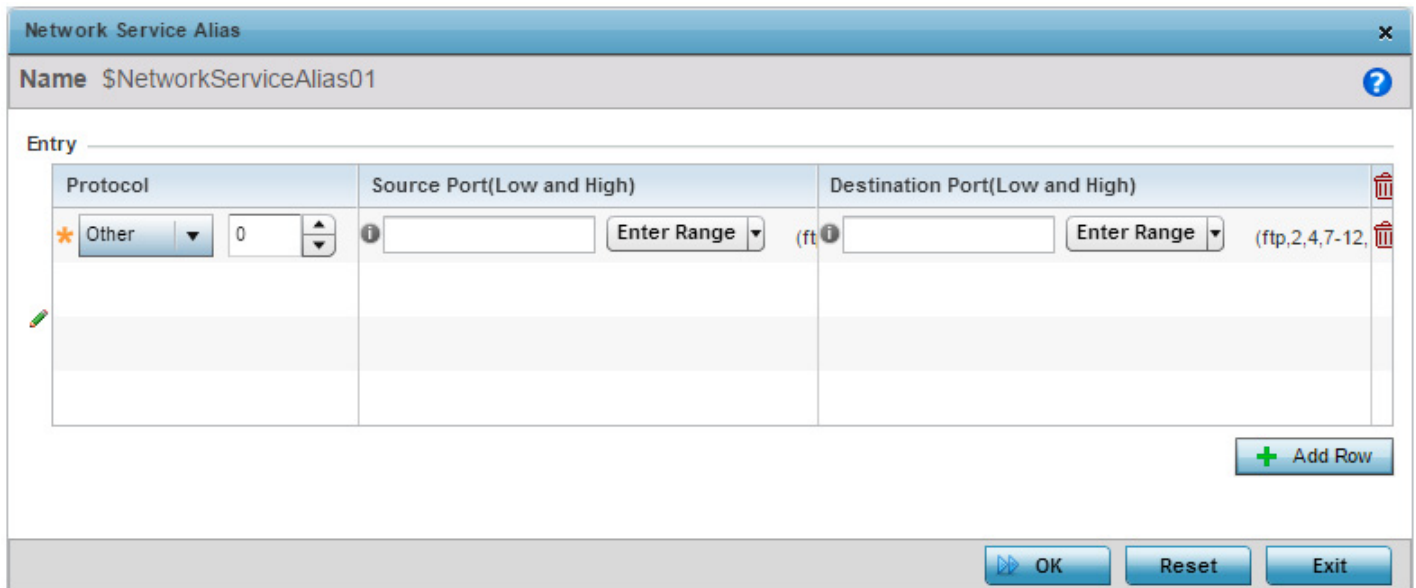 Network Service Alias
Name $NetworkServiceAlias01
Entry
Protocol Source Port(Low and High) Destination Port(Low and High)
Other 0 Enter Range (ft Enter Range (ftp,2,4,7-12,
Add Row
OK Reset Exit